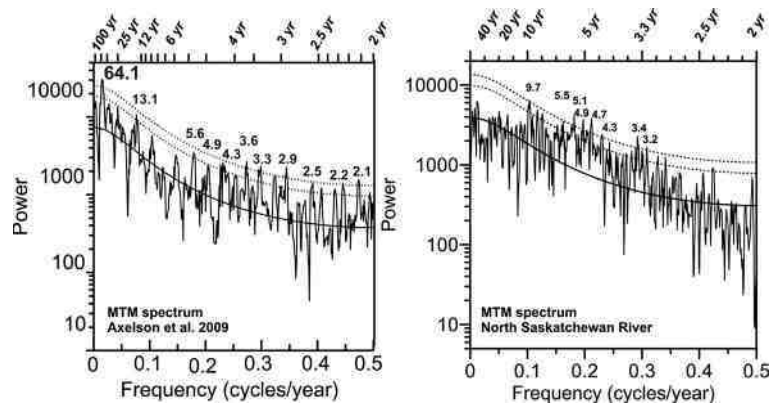 100 yr 25 yr 12 yr 6 yr 4 yr 3 yr 2.5 yr 2 yr
64.1
13.1
5.6
4.9
4.3
3.6
3.3
2.9
2.5
2.2
2.1
10000
1000
100
10
Power
MTM spectrum
Axelson et al. 2009
0 0.1 0.2 0.3 0.4 0.5
Frequency (cycles/year)
40 yr 20 yr 10 yr 5 yr 3.3 yr 2.5 yr 2 yr
9.7
5.5
5.1
4.9
4.7
4.3
3.4
3.2
10000
1000
100
10
Power
MTM spectrum
North Saskatchewan River
0 0.1 0.2 0.3 0.4 0.5
Frequency (cycles/year)